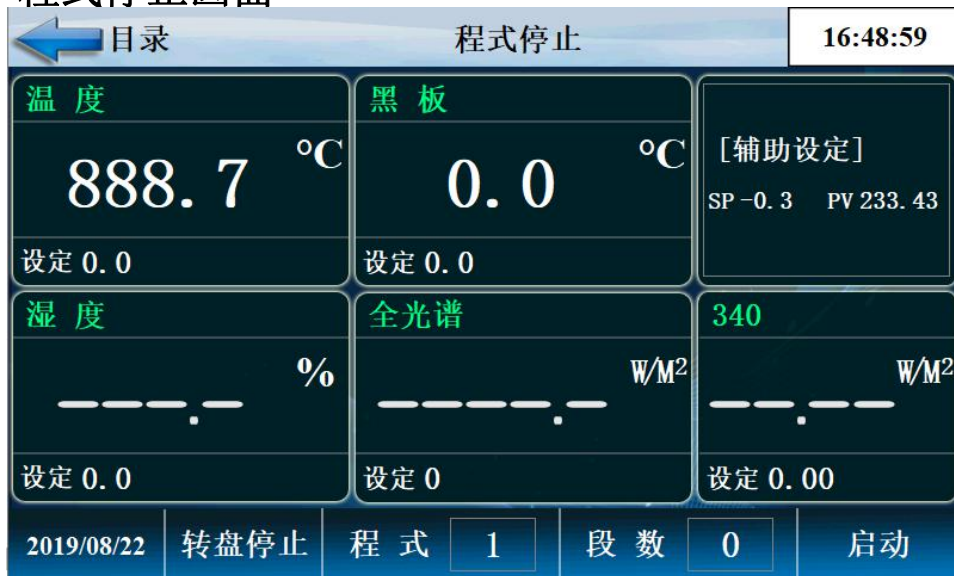 目录
程式停止
16:48:59
温 度
888.7 °C
设定 0.0
黑 板
0.0 °C
设定 0.0
[辅助设定]
SP -0.3 PV 233.43
湿 度
---.- %
设定 0.0
全光谱
----.- W/M²
设定 0
340
--.-- W/M²
设定 0.00
2019/08/22
转盘停止
程 式 1
段 数 0
启动